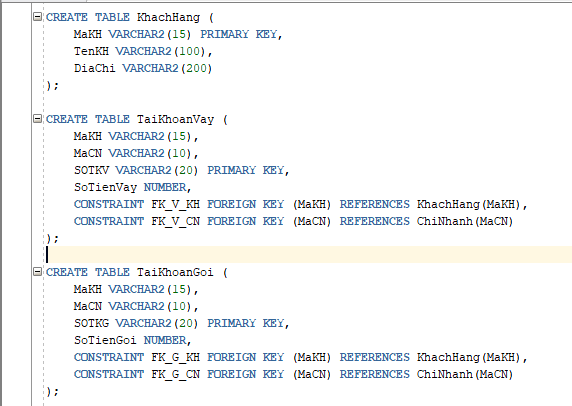 CREATE TABLE KhachHang (
    MaKH VARCHAR2(15) PRIMARY KEY,
    TenKH VARCHAR2(100),
    DiaChi VARCHAR2(200)
);
CREATE TABLE TaiKhoanVay (
    MaKH VARCHAR2(15),
    MaCN VARCHAR2(10),
    SOTKV VARCHAR2(20) PRIMARY KEY,
    SoTienVay NUMBER,
    CONSTRAINT FK_V_KH FOREIGN KEY (MaKH) REFERENCES KhachHang(MaKH),
    CONSTRAINT FK_V_CN FOREIGN KEY (MaCN) REFERENCES ChiNhanh(MaCN)
);
CREATE TABLE TaiKhoanGoi (
    MaKH VARCHAR2(15),
    MaCN VARCHAR2(10),
    SOTKG VARCHAR2(20) PRIMARY KEY,
    SoTienGoi NUMBER,
    CONSTRAINT FK_G_KH FOREIGN KEY (MaKH) REFERENCES KhachHang(MaKH),
    CONSTRAINT FK_G_CN FOREIGN KEY (MaCN) REFERENCES ChiNhanh(MaCN)
);